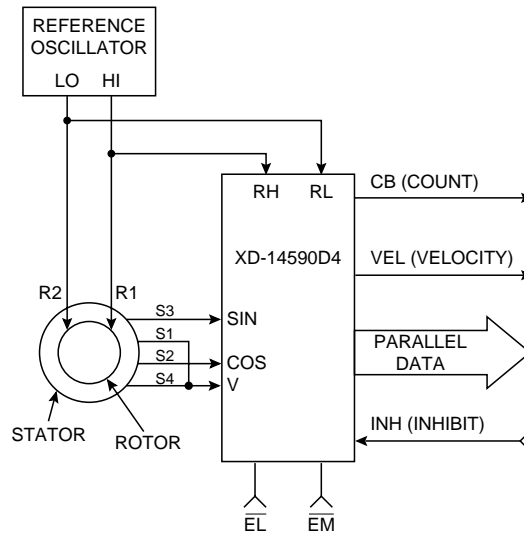 REFERENCE
OSCILLATOR
LO HI
RH RL
CB (COUNT)
XD-14590D4
VEL (VELOCITY)
R2 R1
S3
SIN
S1
PARALLEL
DATA
S2
COS
S4
V
STATOR
ROTOR
INH (INHIBIT)
EL EM